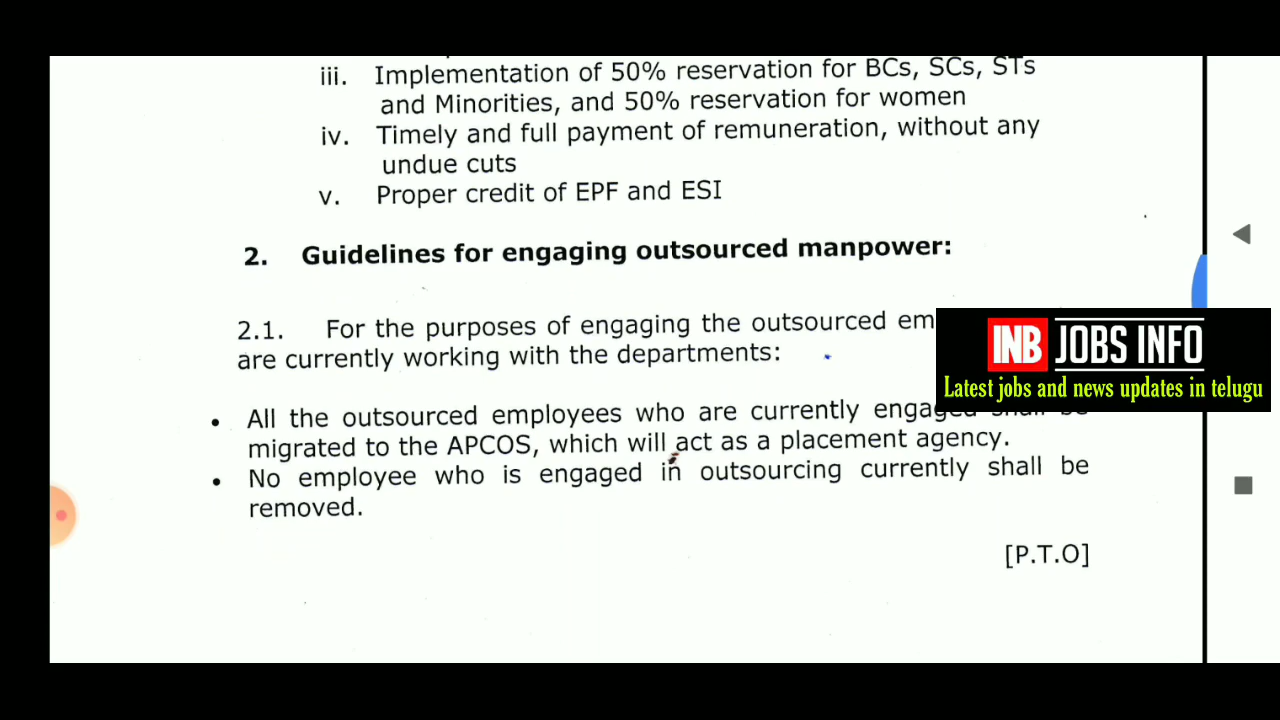 iii. Implementation of 50% reservation for BCs, SCs, STs
and Minorities, and 50% reservation for women
iv. Timely and full payment of remuneration, without any
undue cuts
v. Proper credit of EPF and ESI
2. Guidelines for engaging outsourced manpower:
2.1. For the purposes of engaging the outsourced
are currently working with the departments:
• All the outsourced employees who are currently engaged shall be
migrated to the APCOS, which will act as a placement agency.
• No employee who is engaged in outsourcing currently shall be
removed.
[P.T.O]
INB JOBS INFO
Latest jobs and news updates in telugu